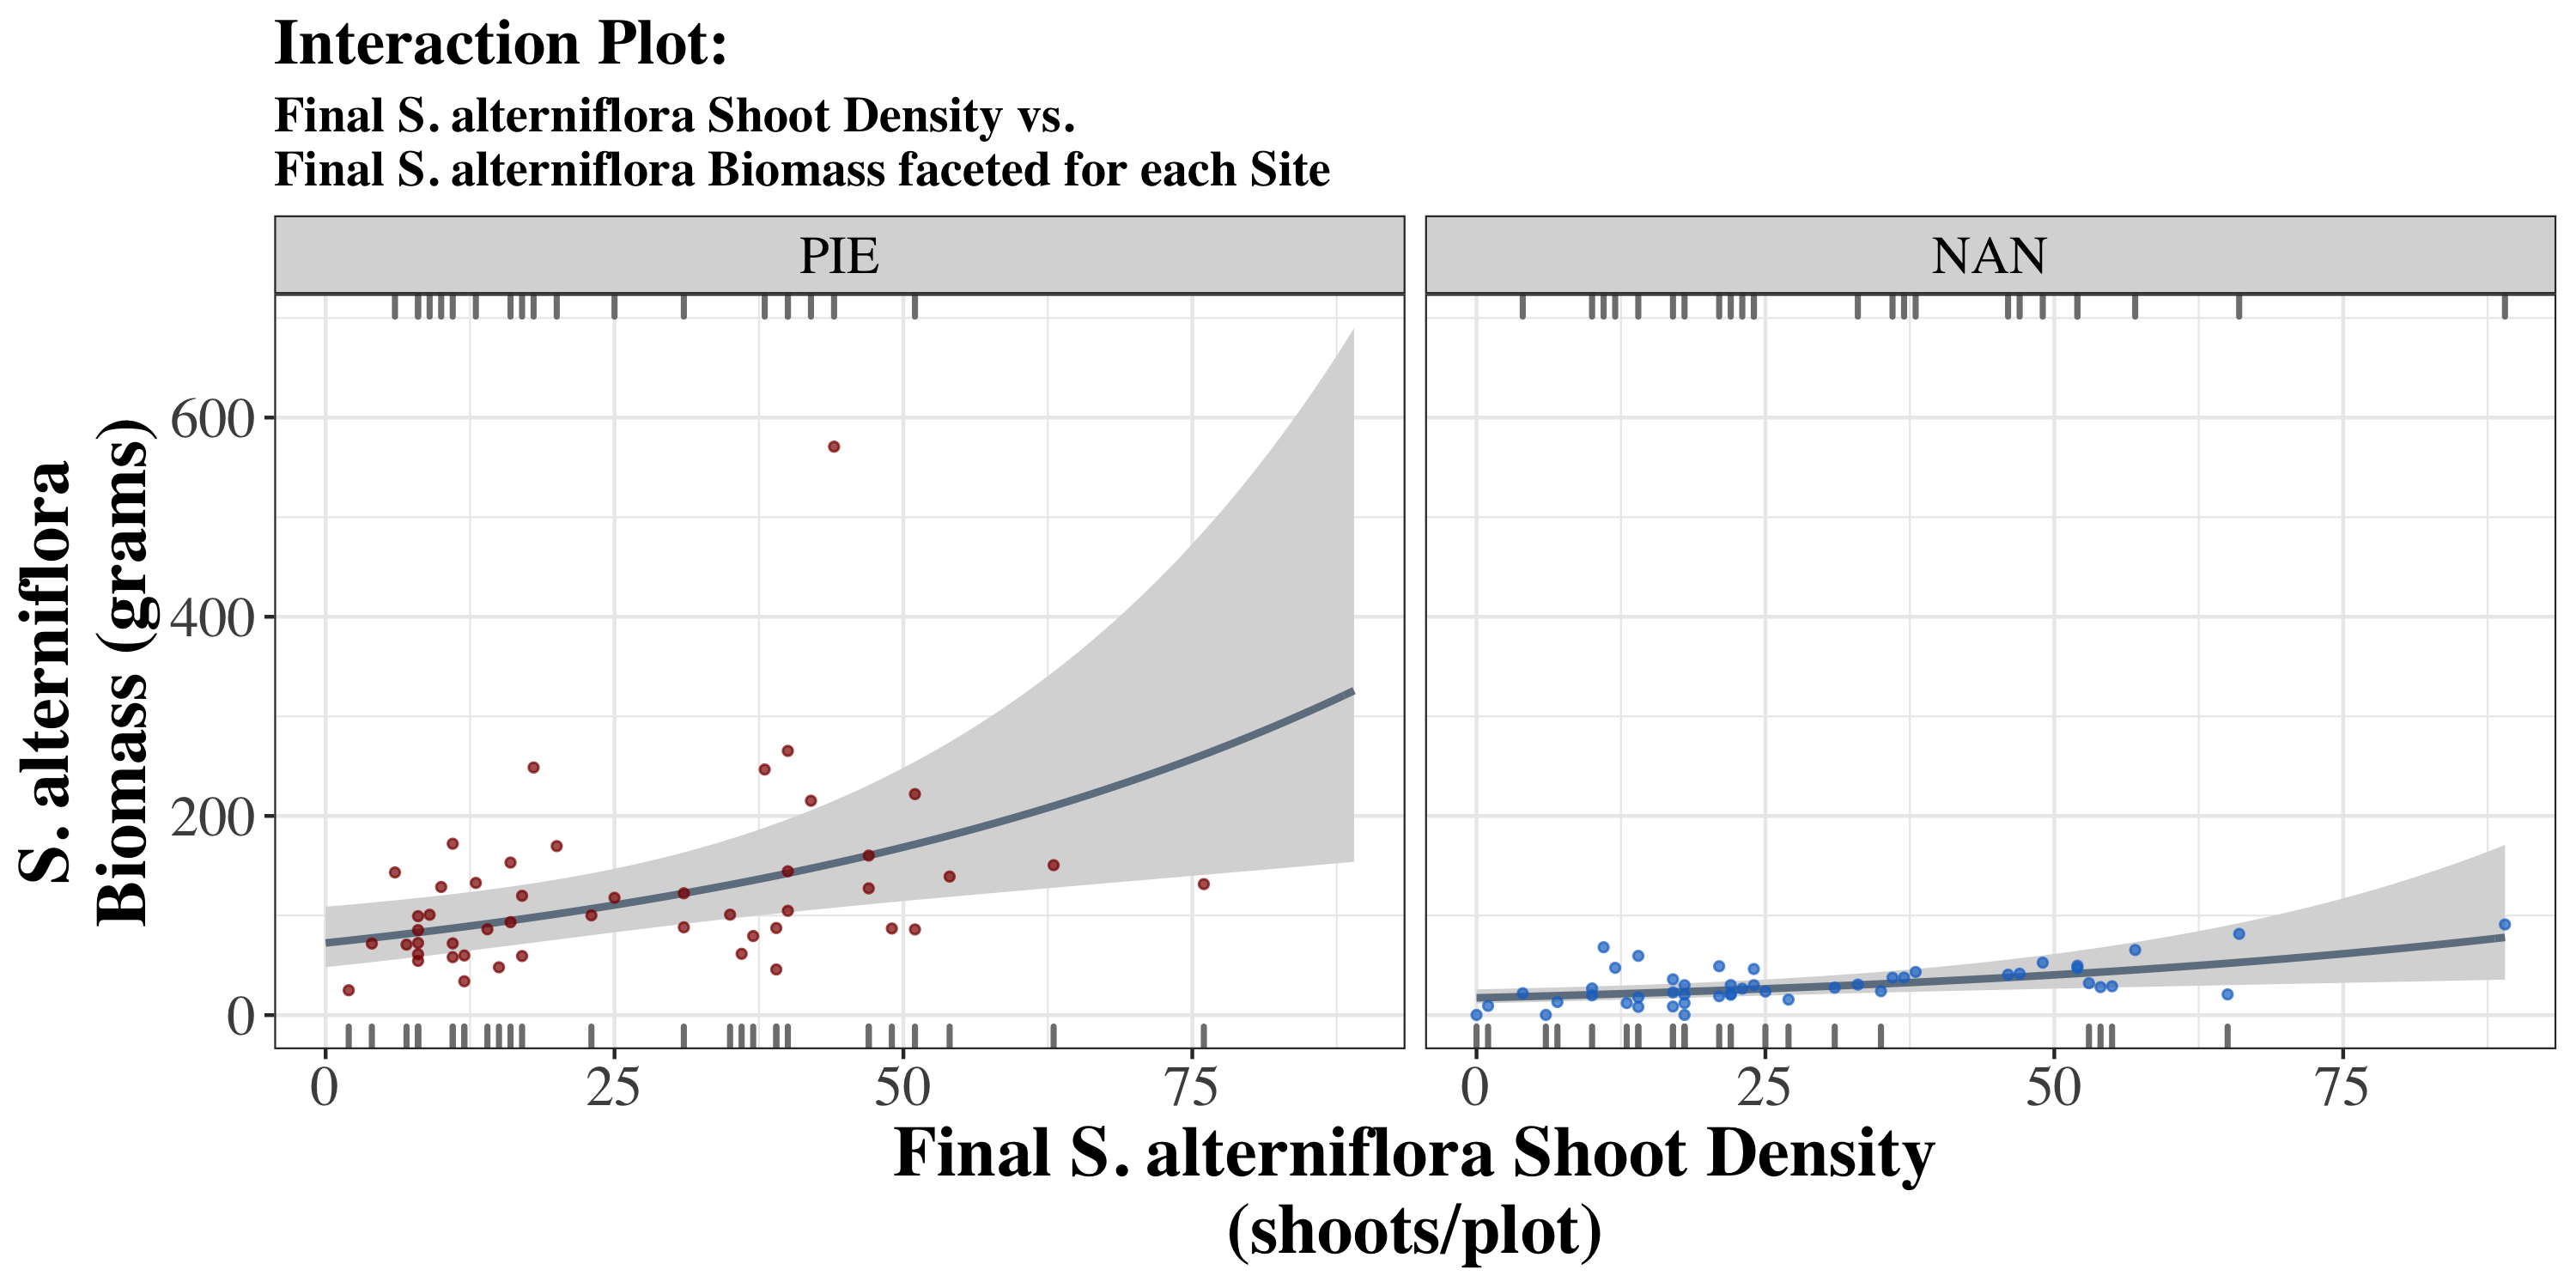 Interaction Plot:
Final S. alterniflora Shoot Density vs.
Final S. alterniflora Biomass faceted for each Site
PIE
NAN
S. alterniflora
Biomass (grams)
600
400
200
0
0
25
50
75
0
25
50
75
Final S. alterniflora Shoot Density
(shoots/plot)